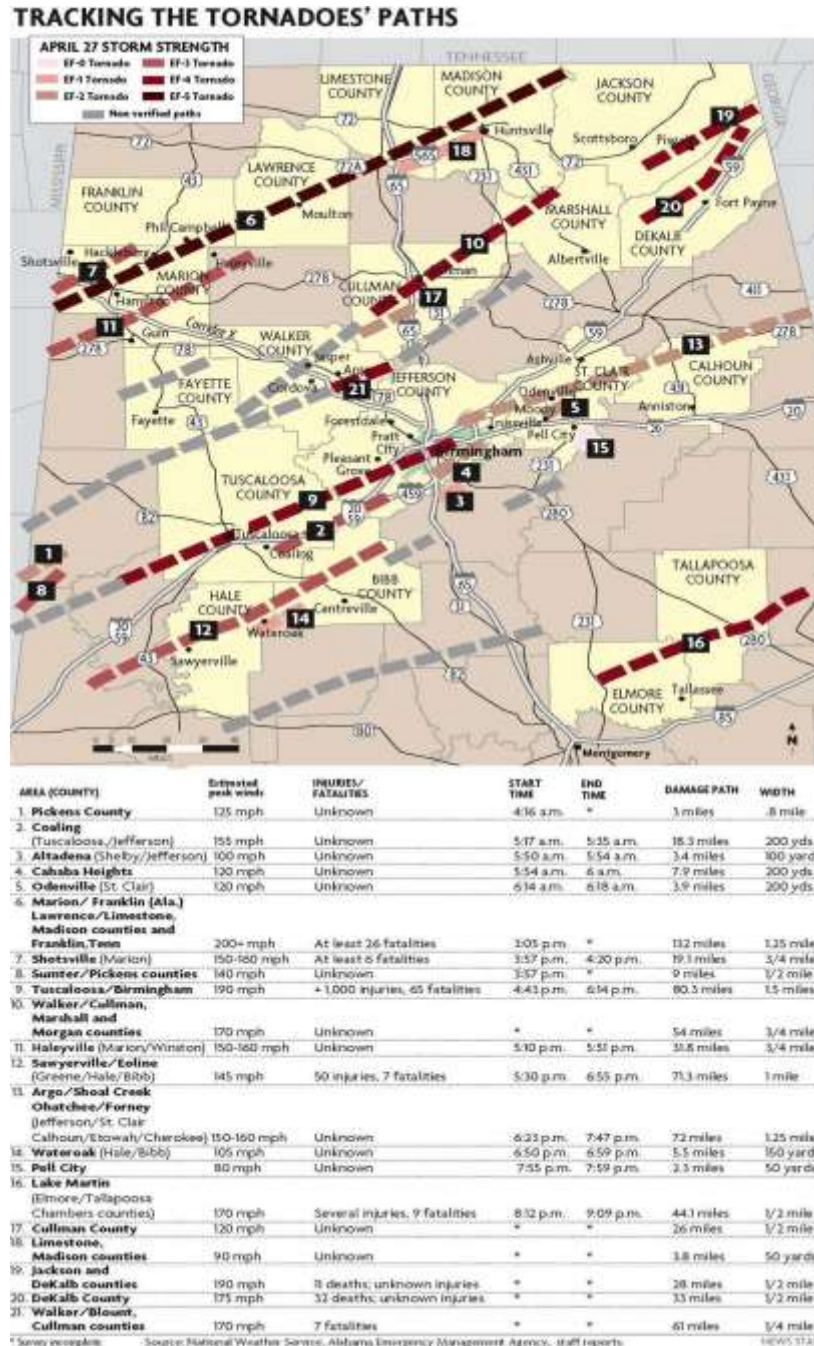 TRACKING THE TORNADOES' PATHS
APRIL 27 STORM STRENGTH
EF-0 Tornado
EF-3 Tornado
EF-1 Tornado
EF-4 Tornado
EF-2 Tornado
EF-5 Tornado
Non verified paths
TENNESSEE
MISSISSIPPI
GEORGIA
LIMESTONE
COUNTY
MADISON
COUNTY
JACKSON
COUNTY
Huntsville
Scottsboro
LAWRENCE
COUNTY
FRANKLIN
COUNTY
Moulton
Phil Campbell
MARSHALL
COUNTY
Albertville
Fort Payne
DEKALB
COUNTY
Shotsville
MARION
COUNTY
CULLMAN
Guin
Corridor X
WALKER
COUNTY
Jasper
Cordova
FAYETTE
COUNTY
Fayette
JEFFERSON
COUNTY
Ashville
ST. CLAIR
COUNTY
CALHOUN
COUNTY
Odenville
Moody
Anniston
Pell City
Forestdale
Pratt
City
Pleasant
Grove
Birmingham
TUSCALOOSA
COUNTY
Tuscaloosa
Coaling
BIBB
COUNTY
HALE
COUNTY
Centreville
Wateroak
Sawyerville
TALLAPOOSA
COUNTY
ELMORE
COUNTY
Tallassee
Montgomery
N
AREA (COUNTY) Estimated peak winds INJURIES/ FATALITIES START TIME END TIME DAMAGE PATH WIDTH
1. Pickens County 125 mph Unknown 4:16 a.m. * 3 miles .8 mile
2. Coaling
(Tuscaloosa/Jefferson) 155 mph Unknown 5:17 a.m. 5:35 a.m. 18.3 miles 200 yds
3. Altadena (Shelby/Jefferson) 100 mph Unknown 5:50 a.m. 5:54 a.m. 3.4 miles 100 yard
4. Cahaba Heights 120 mph Unknown 5:54 a.m. 6 a.m. 7.9 miles 200 yds
5. Odenville (St. Clair) 120 mph Unknown 6:14 a.m. 6:18 a.m. 3.9 miles 200 yds
6. Marion/ Franklin (Ala.)
Lawrence/Limestone,
Madison counties and
Franklin,Tenn 200+ mph At least 26 fatalities 3:05 p.m. * 132 miles 1.25 mile
7. Shotsville (Marion) 150-160 mph At least 6 fatalities 3:57 p.m. 4:20 p.m. 19.1 miles 3/4 mile
8. Sumter/Pickens counties 140 mph Unknown 3:57 p.m. * 9 miles 1/2 mile
9. Tuscaloosa/Birmingham 190 mph +1,000 injuries, 65 fatalities 4:43 p.m. 6:14 p.m. 80.3 miles 1.5 miles
10. Walker/Cullman,
Marshall and
Morgan counties 170 mph Unknown * * 54 miles 3/4 mile
11. Haleyville (Marion/Winston) 150-160 mph Unknown 5:10 p.m. 5:51 p.m. 31.8 miles 3/4 mile
12. Sawyerville/Eoline
(Greene/Hale/Bibb) 145 mph 50 injuries, 7 fatalities 5:30 p.m. 6:55 p.m. 71.3 miles 1 mile
13. Argo/Shoal Creek
Ohatchee/Forney
(Jefferson/St. Clair
Calhoun/Etowah/Cherokee) 150-160 mph Unknown 6:23 p.m. 7:47 p.m. 72 miles 1.25 mile
14. Wateroak (Hale/Bibb) 105 mph Unknown 6:50 p.m. 6:59 p.m. 5.5 miles 150 yard
15. Pell City 80 mph Unknown 7:55 p.m. 7:59 p.m. 2.3 miles 50 yards
16. Lake Martin
(Elmore/Tallapoosa
Chambers counties) 170 mph Several injuries, 9 fatalities 8:12 p.m. 9:09 p.m. 44.1 miles 1/2 mile
17. Cullman County 120 mph Unknown * * 26 miles 1/2 mile
18. Limestone,
Madison counties 90 mph Unknown * * 3.8 miles 50 yards
19. Jackson and
DeKalb counties 190 mph 11 deaths; unknown injuries * * 28 miles 1/2 mile
20. DeKalb County 175 mph 32 deaths; unknown injuries * * 33 miles 1/2 mile
21. Walker/Blount,
Cullman counties 170 mph 7 fatalities * * 61 miles 1/4 mile
* Survey incomplete Source: National Weather Service, Alabama Emergency Management Agency, staff reports
NEWS STA